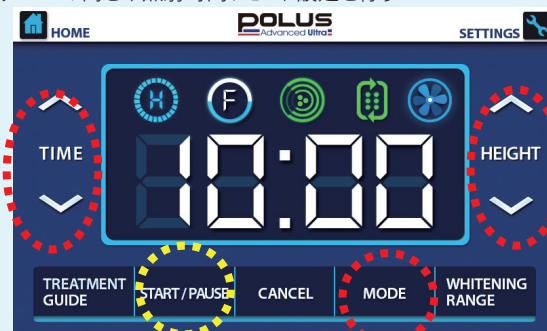 HOME
POLUS
Advanced Ultra
SETTINGS
H
F
TIME
10:00
HEIGHT
TREATMENT
GUIDE
START / PAUSE
CANCEL
MODE
WHITENING
RANGE